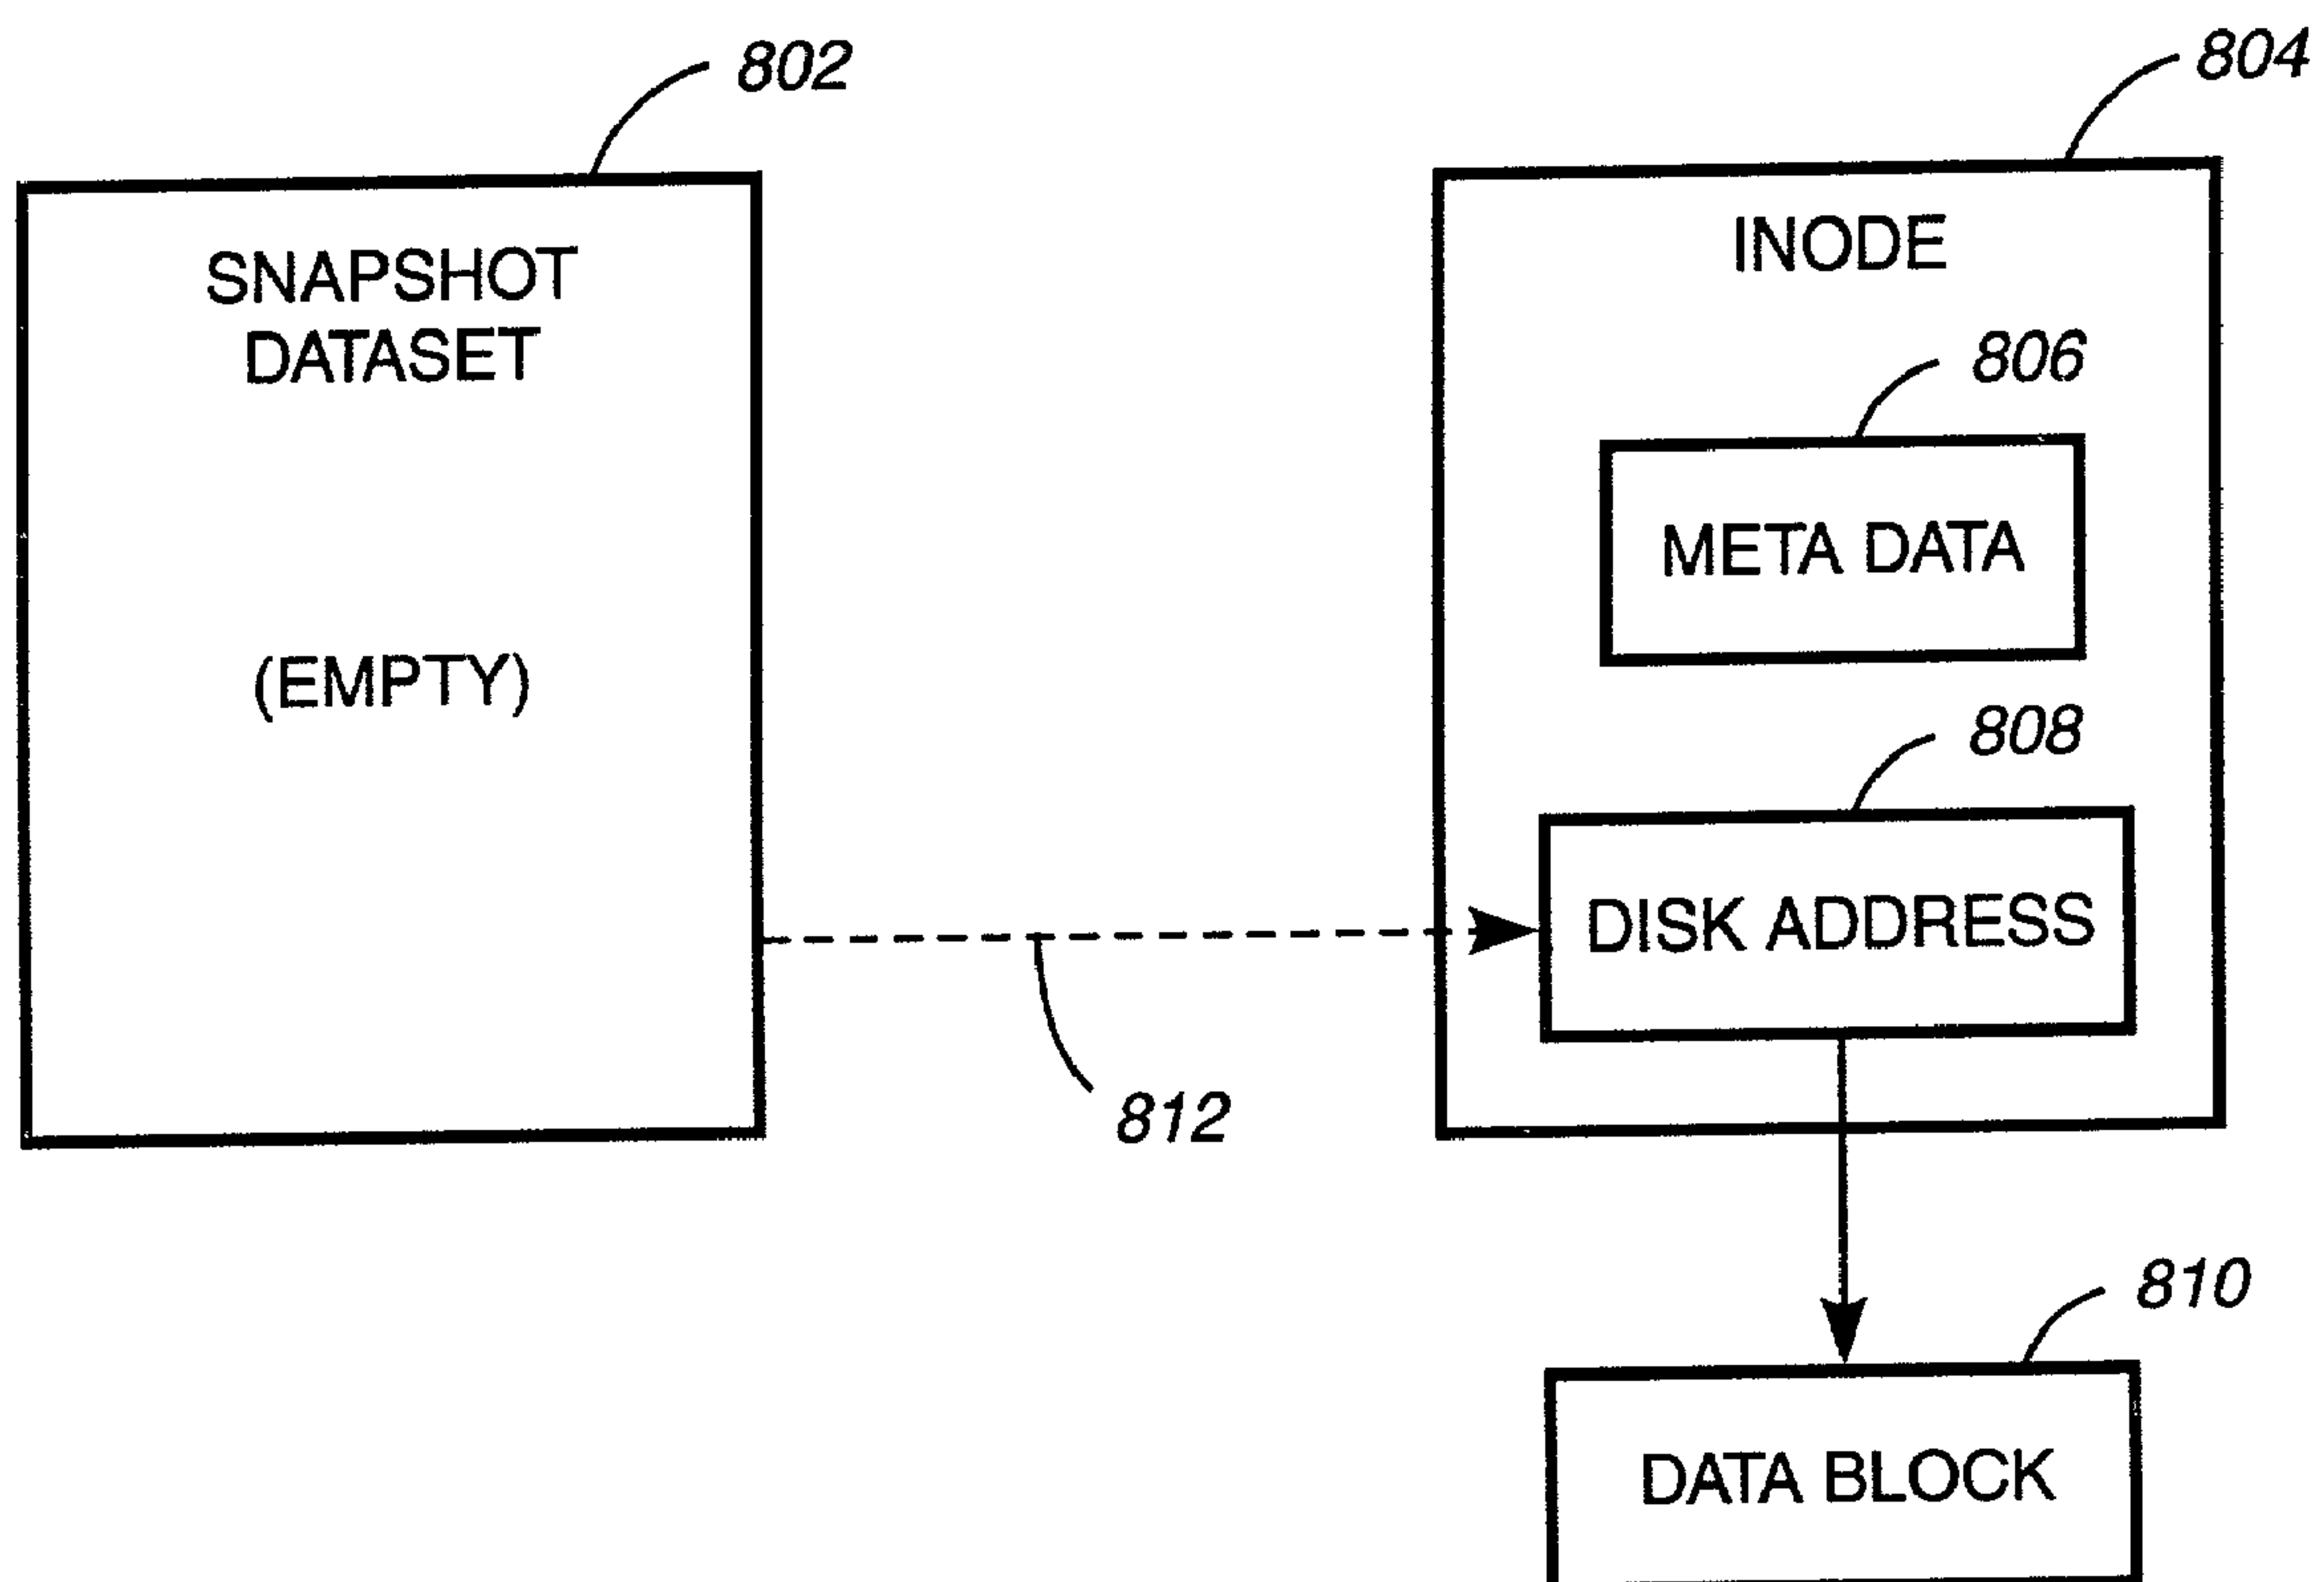 802
804
SNAPSHOT
DATASET
(EMPTY)
INODE
806
META DATA
808
DISK ADDRESS
812
810
DATA BLOCK